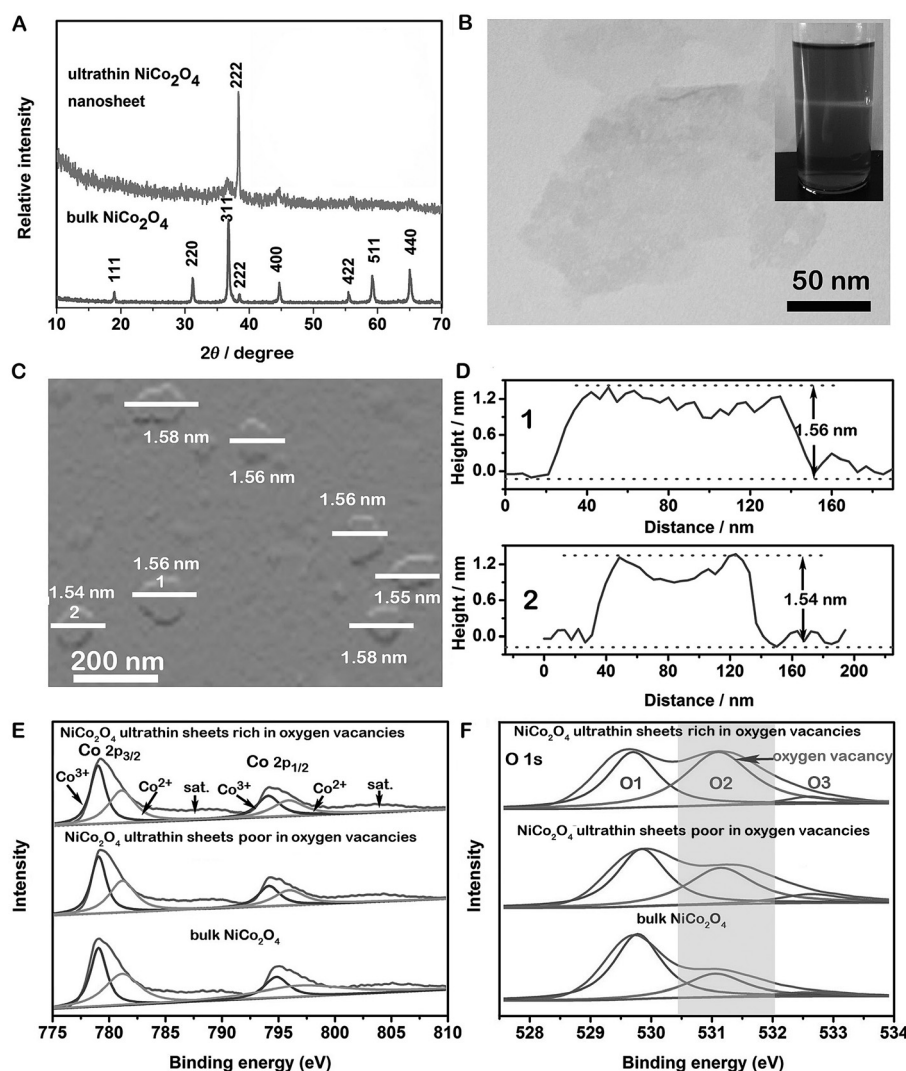 A
ultrathin NiCo₂O₄
nanosheet
222
bulk NiCo₂O₄
311
111
220
222
400
422
511
440
Relative intensity
10 20 30 40 50 60 70
2θ / degree
B
50 nm
C
1.58 nm
1.56 nm
1.56 nm
1.56 nm
1
1.54 nm
2
1.55 nm
1.58 nm
200 nm
D
1
1.56 nm
Height / nm
1.2
0.6
0.0
0 40 80 120 160
Distance / nm
2
1.54 nm
Height / nm
1.2
0.6
0.0
0 40 80 120 160 200
Distance / nm
E
NiCo₂O₄ ultrathin sheets rich in oxygen vacancies
Co 2p₃/₂
Co³⁺
Co²⁺
sat.
Co 2p₁/₂
Co³⁺
Co²⁺
sat.
NiCo₂O₄ ultrathin sheets poor in oxygen vacancies
bulk NiCo₂O₄
Intensity
775 780 785 790 795 800 805 810
Binding energy (eV)
F
NiCo₂O₄ ultrathin sheets rich in oxygen vacancies
O 1s
oxygen vacancy
O1 O2 O3
NiCo₂O₄ ultrathin sheets poor in oxygen vacancies
bulk NiCo₂O₄
Intensity
528 529 530 531 532 533 534
Binding energy (eV)